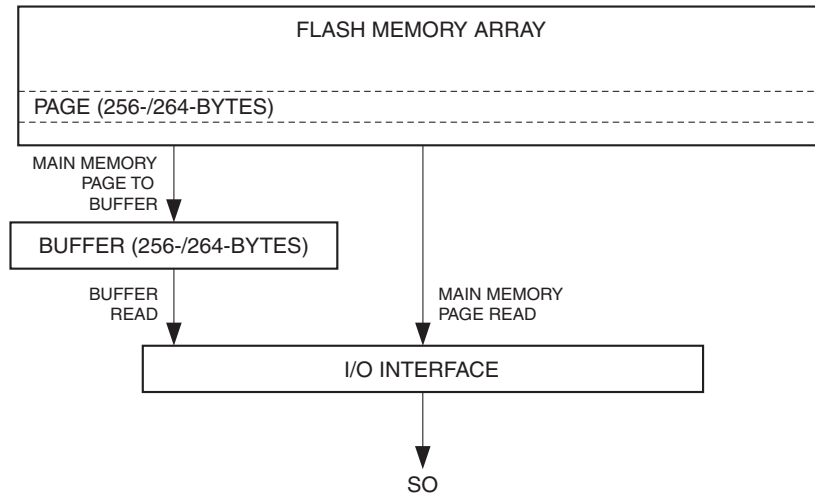 FLASH MEMORY ARRAY
PAGE (256-/264-BYTES)
MAIN MEMORY
PAGE TO
BUFFER
BUFFER (256-/264-BYTES)
BUFFER
READ
MAIN MEMORY
PAGE READ
I/O INTERFACE
SO